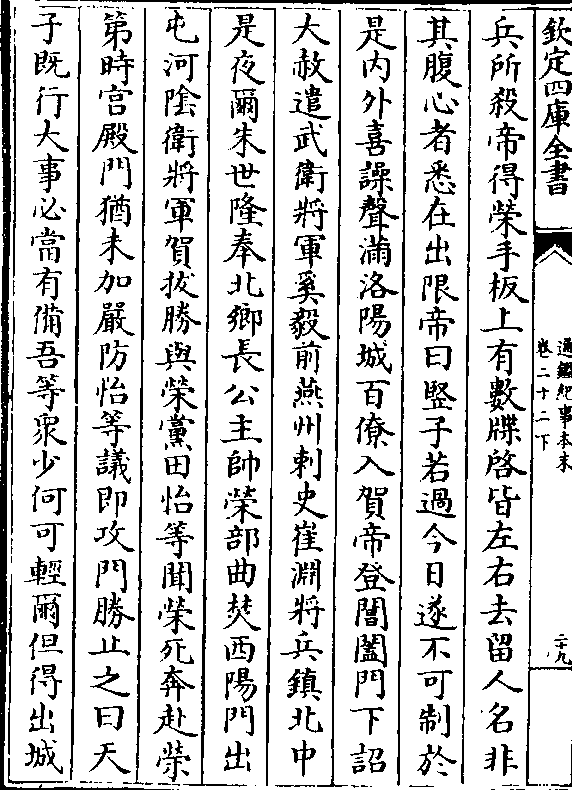 欽定四庫全書
通鑑紀事本末
卷二十二下
二十九
兵所殺帝得榮手板上有數牒啓皆左右去留人名非
其腹心者悉在出限帝曰豎子若過今日遂不可制於
是内外喜譟聲滿洛陽城百僚入賀帝登閶闔門下詔
大赦遣武衛將軍奚毅前燕州刺史崔淵將兵鎮北中
是夜爾朱世隆奉北鄉長公主帥榮部曲焚西陽門出
屯河陰衛將軍賀拔勝與榮黨田怡等聞榮死奔赴榮
第時宫殿門猶未加嚴防怡等議即攻門勝止之曰天
子既行大事必當有備吾等衆少何可輕爾但得出城